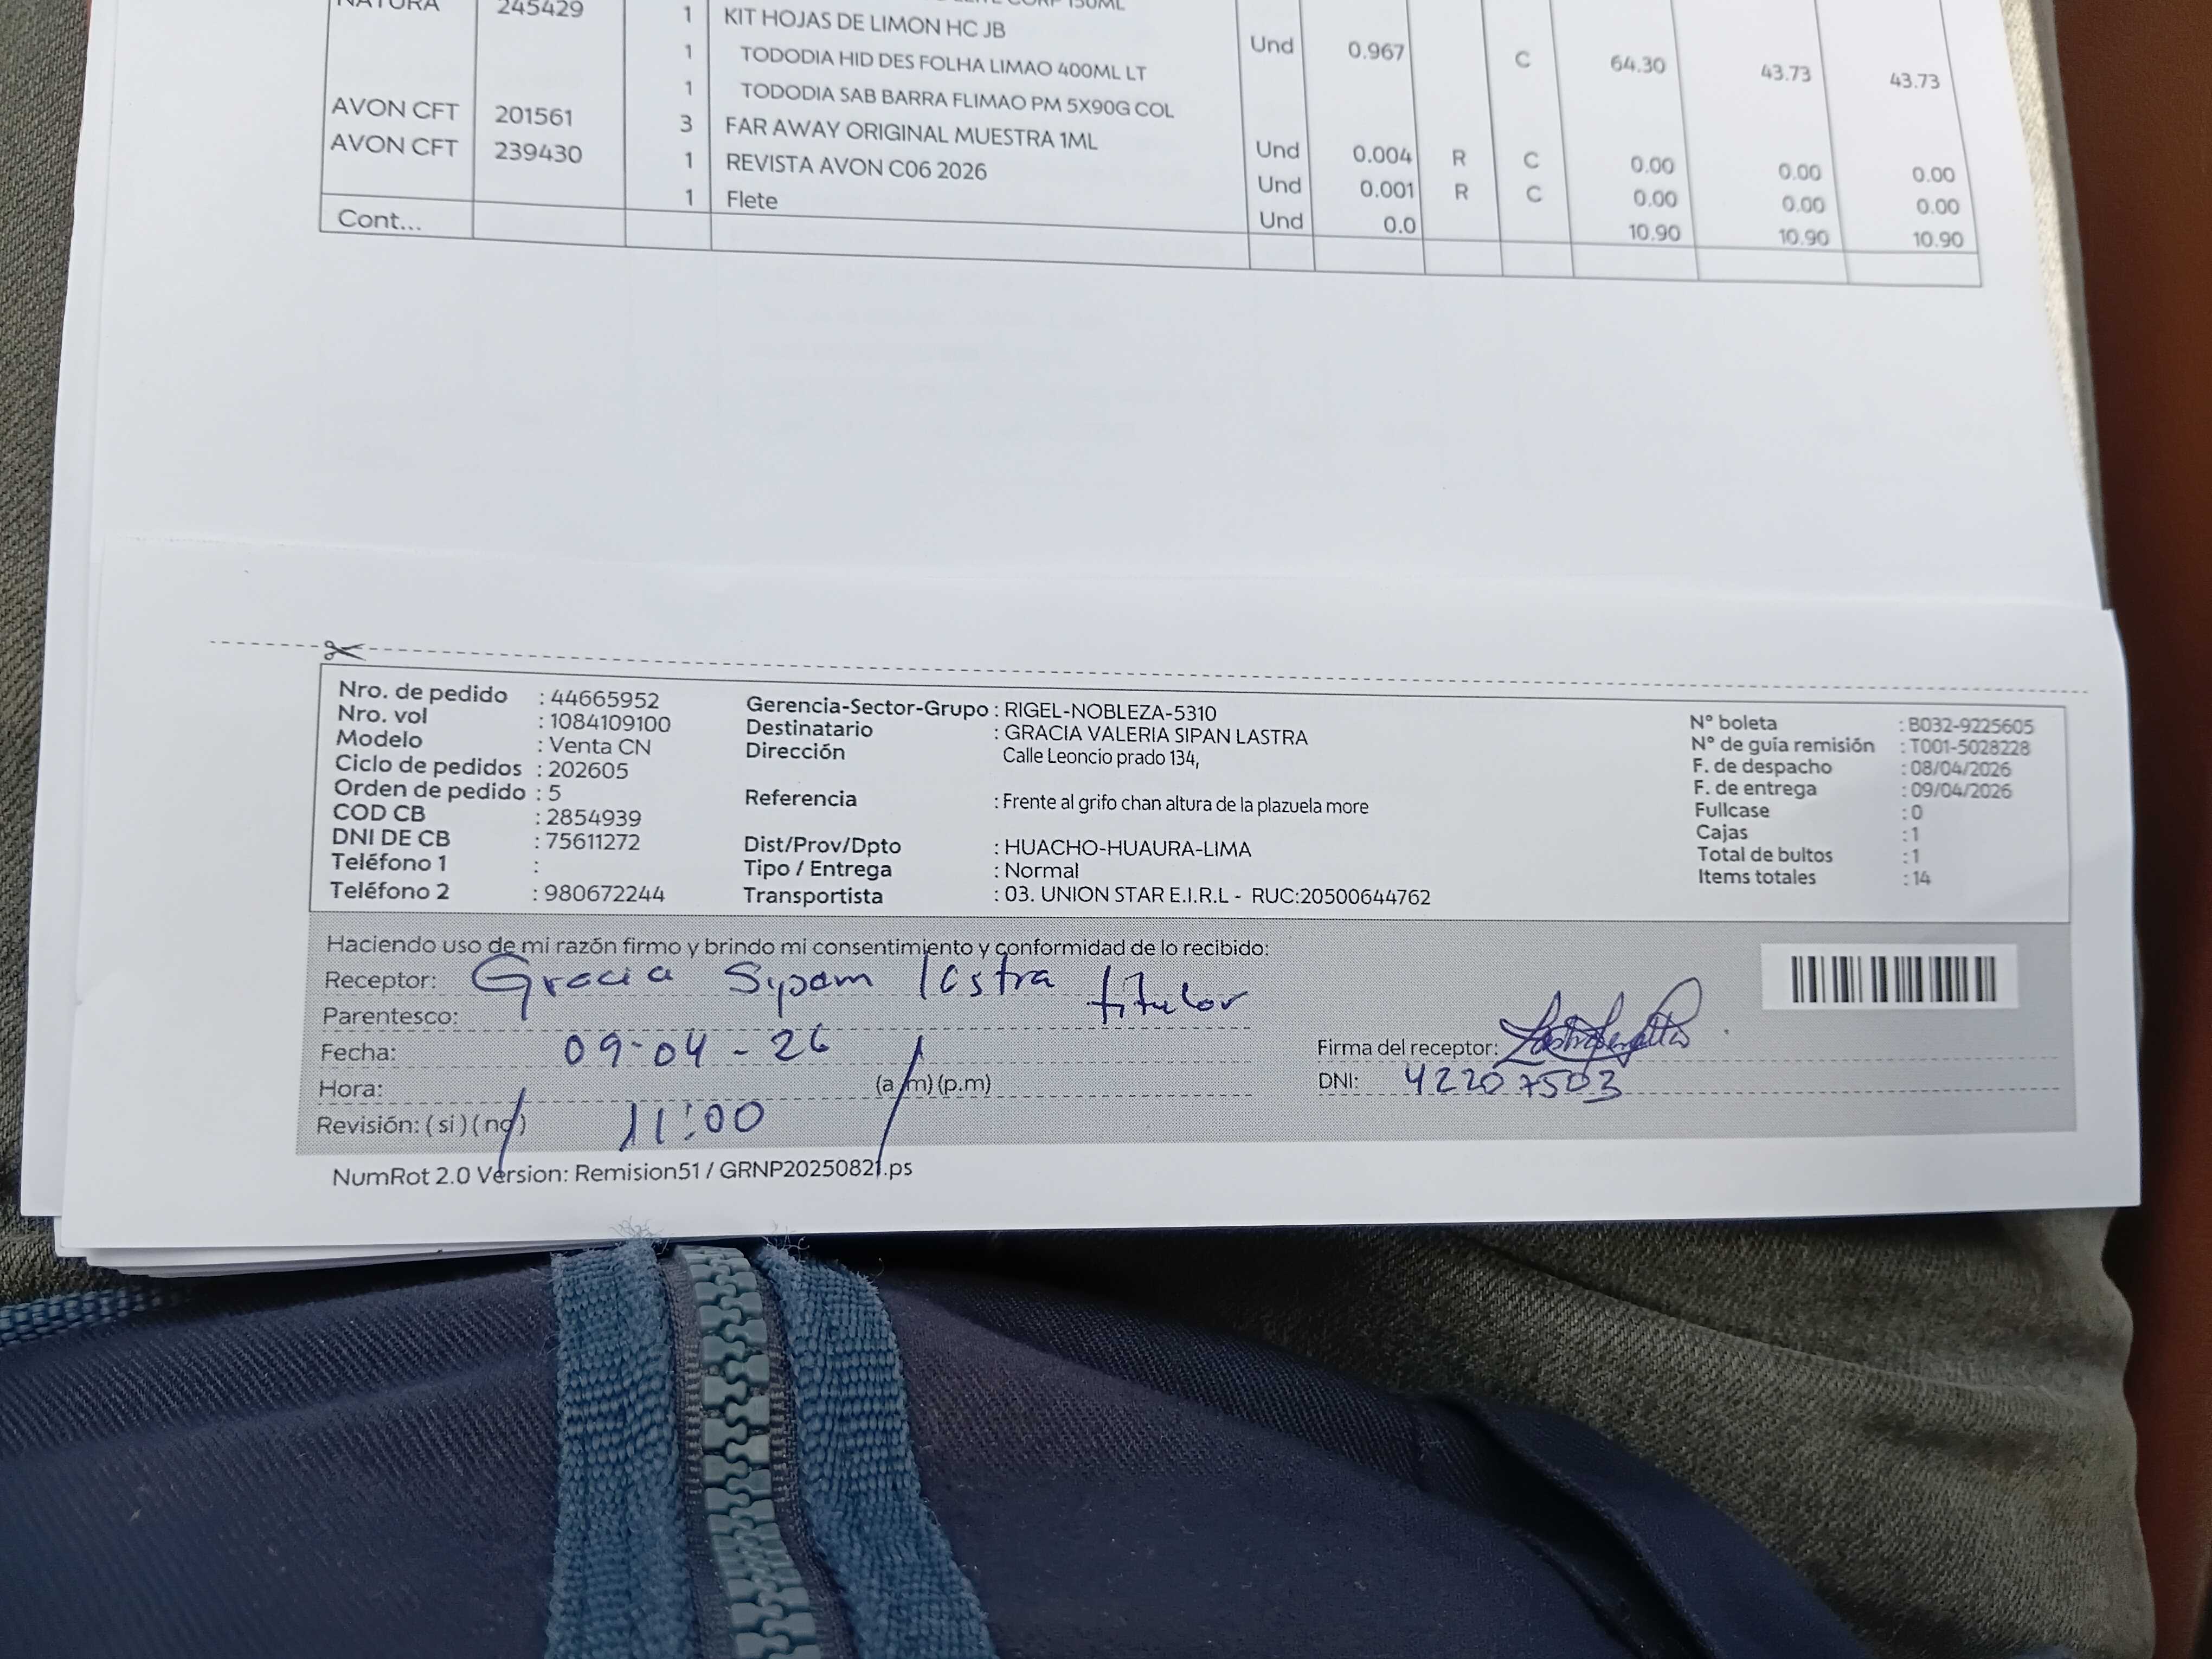 NATURA 245429 1 KIT HOJAS DE LIMON HC JB Und 0.967 C 64.30 43.73 43.73
1 TODODIA HID DES FOLHA LIMAO 400ML LT
1 TODODIA SAB BARRA FLIMAO PM 5X90G COL
AVON CFT 201561 3 FAR AWAY ORIGINAL MUESTRA 1ML Und 0.004 R C 0.00 0.00 0.00
AVON CFT 239430 1 REVISTA AVON C06 2026 Und 0.001 R C 0.00 0.00 0.00
1 Flete Und 0.0 10.90 10.90 10.90
Cont...
Nro. de pedido : 44665952
Nro. vol : 1084109100
Modelo : Venta CN
Ciclo de pedidos : 202605
Orden de pedido : 5
COD CB : 2854939
DNI DE CB : 75611272
Teléfono 1 :
Teléfono 2 : 980672244
Gerencia-Sector-Grupo : RIGEL-NOBLEZA-5310
Destinatario : GRACIA VALERIA SIPAN LASTRA
Dirección Calle Leoncio prado 134,
Referencia : Frente al grifo chan altura de la plazuela more
Dist/Prov/Dpto : HUACHO-HUAURA-LIMA
Tipo / Entrega : Normal
Transportista : 03. UNION STAR E.I.R.L - RUC:20500644762
N° boleta : B032-9225605
N° de guía remisión : T001-5028228
F. de despacho : 08/04/2026
F. de entrega : 09/04/2026
Fullcase : 0
Cajas : 1
Total de bultos : 1
Items totales : 14
Haciendo uso de mi razón firmo y brindo mi consentimiento y conformidad de lo recibido:
Receptor: Gracia Sipam lastra
Parentesco: titular
Fecha: 09-04-26
Hora: 11:00 (a.m) (p.m)
Revisión: (si) (no)
Firma del receptor:
DNI: 42207503
NumRot 2.0 Version: Remision51 / GRNP20250821.ps